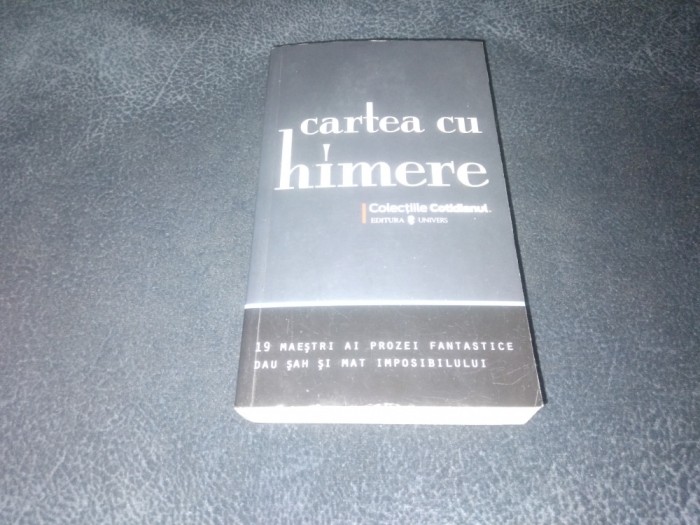 cartea cu
himere
Colecțiile Cotidianul.
EDITURA UNIVERS
19 MAEȘTRI AI PROZEI FANTASTICE
DAU ȘAH ȘI MAT IMPOSIBILULUI